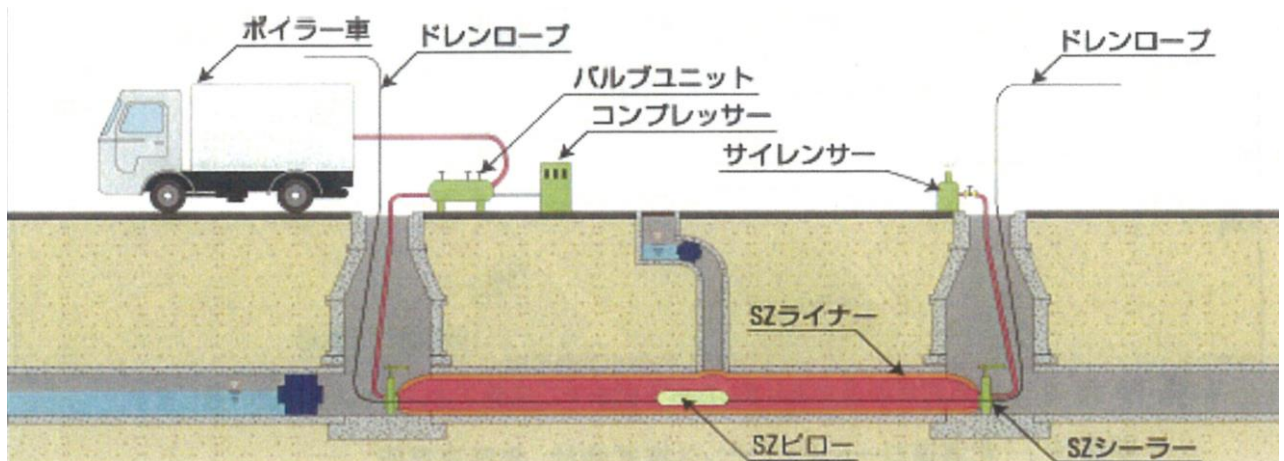 ボイラー車
ドレンロープ
バルブユニット
コンプレッサー
ドレンロープ
サイレンサー
SZライナー
SZピロー
SZシーラー